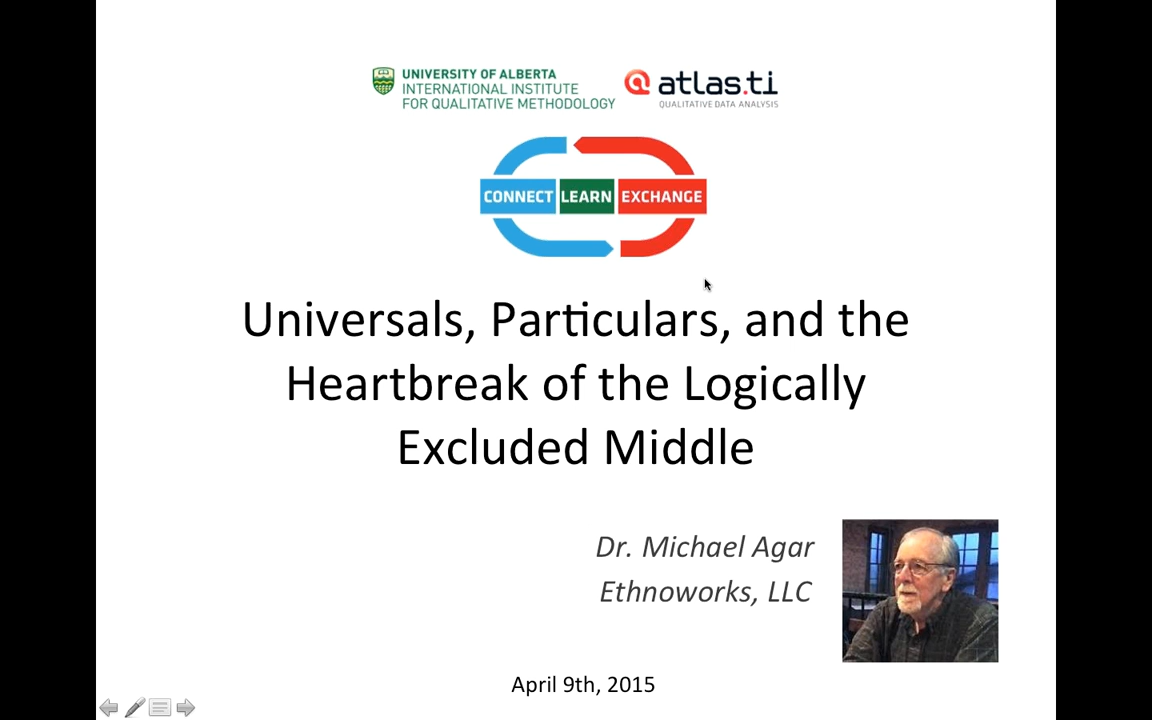 UNIVERSITY OF ALBERTA
INTERNATIONAL INSTITUTE
FOR QUALITATIVE METHODOLOGY
atlas.ti
QUALITATIVE DATA ANALYSIS
CONNECT LEARN EXCHANGE
Universals, Particulars, and the
Heartbreak of the Logically
Excluded Middle
Dr. Michael Agar
Ethnoworks, LLC
April 9th, 2015